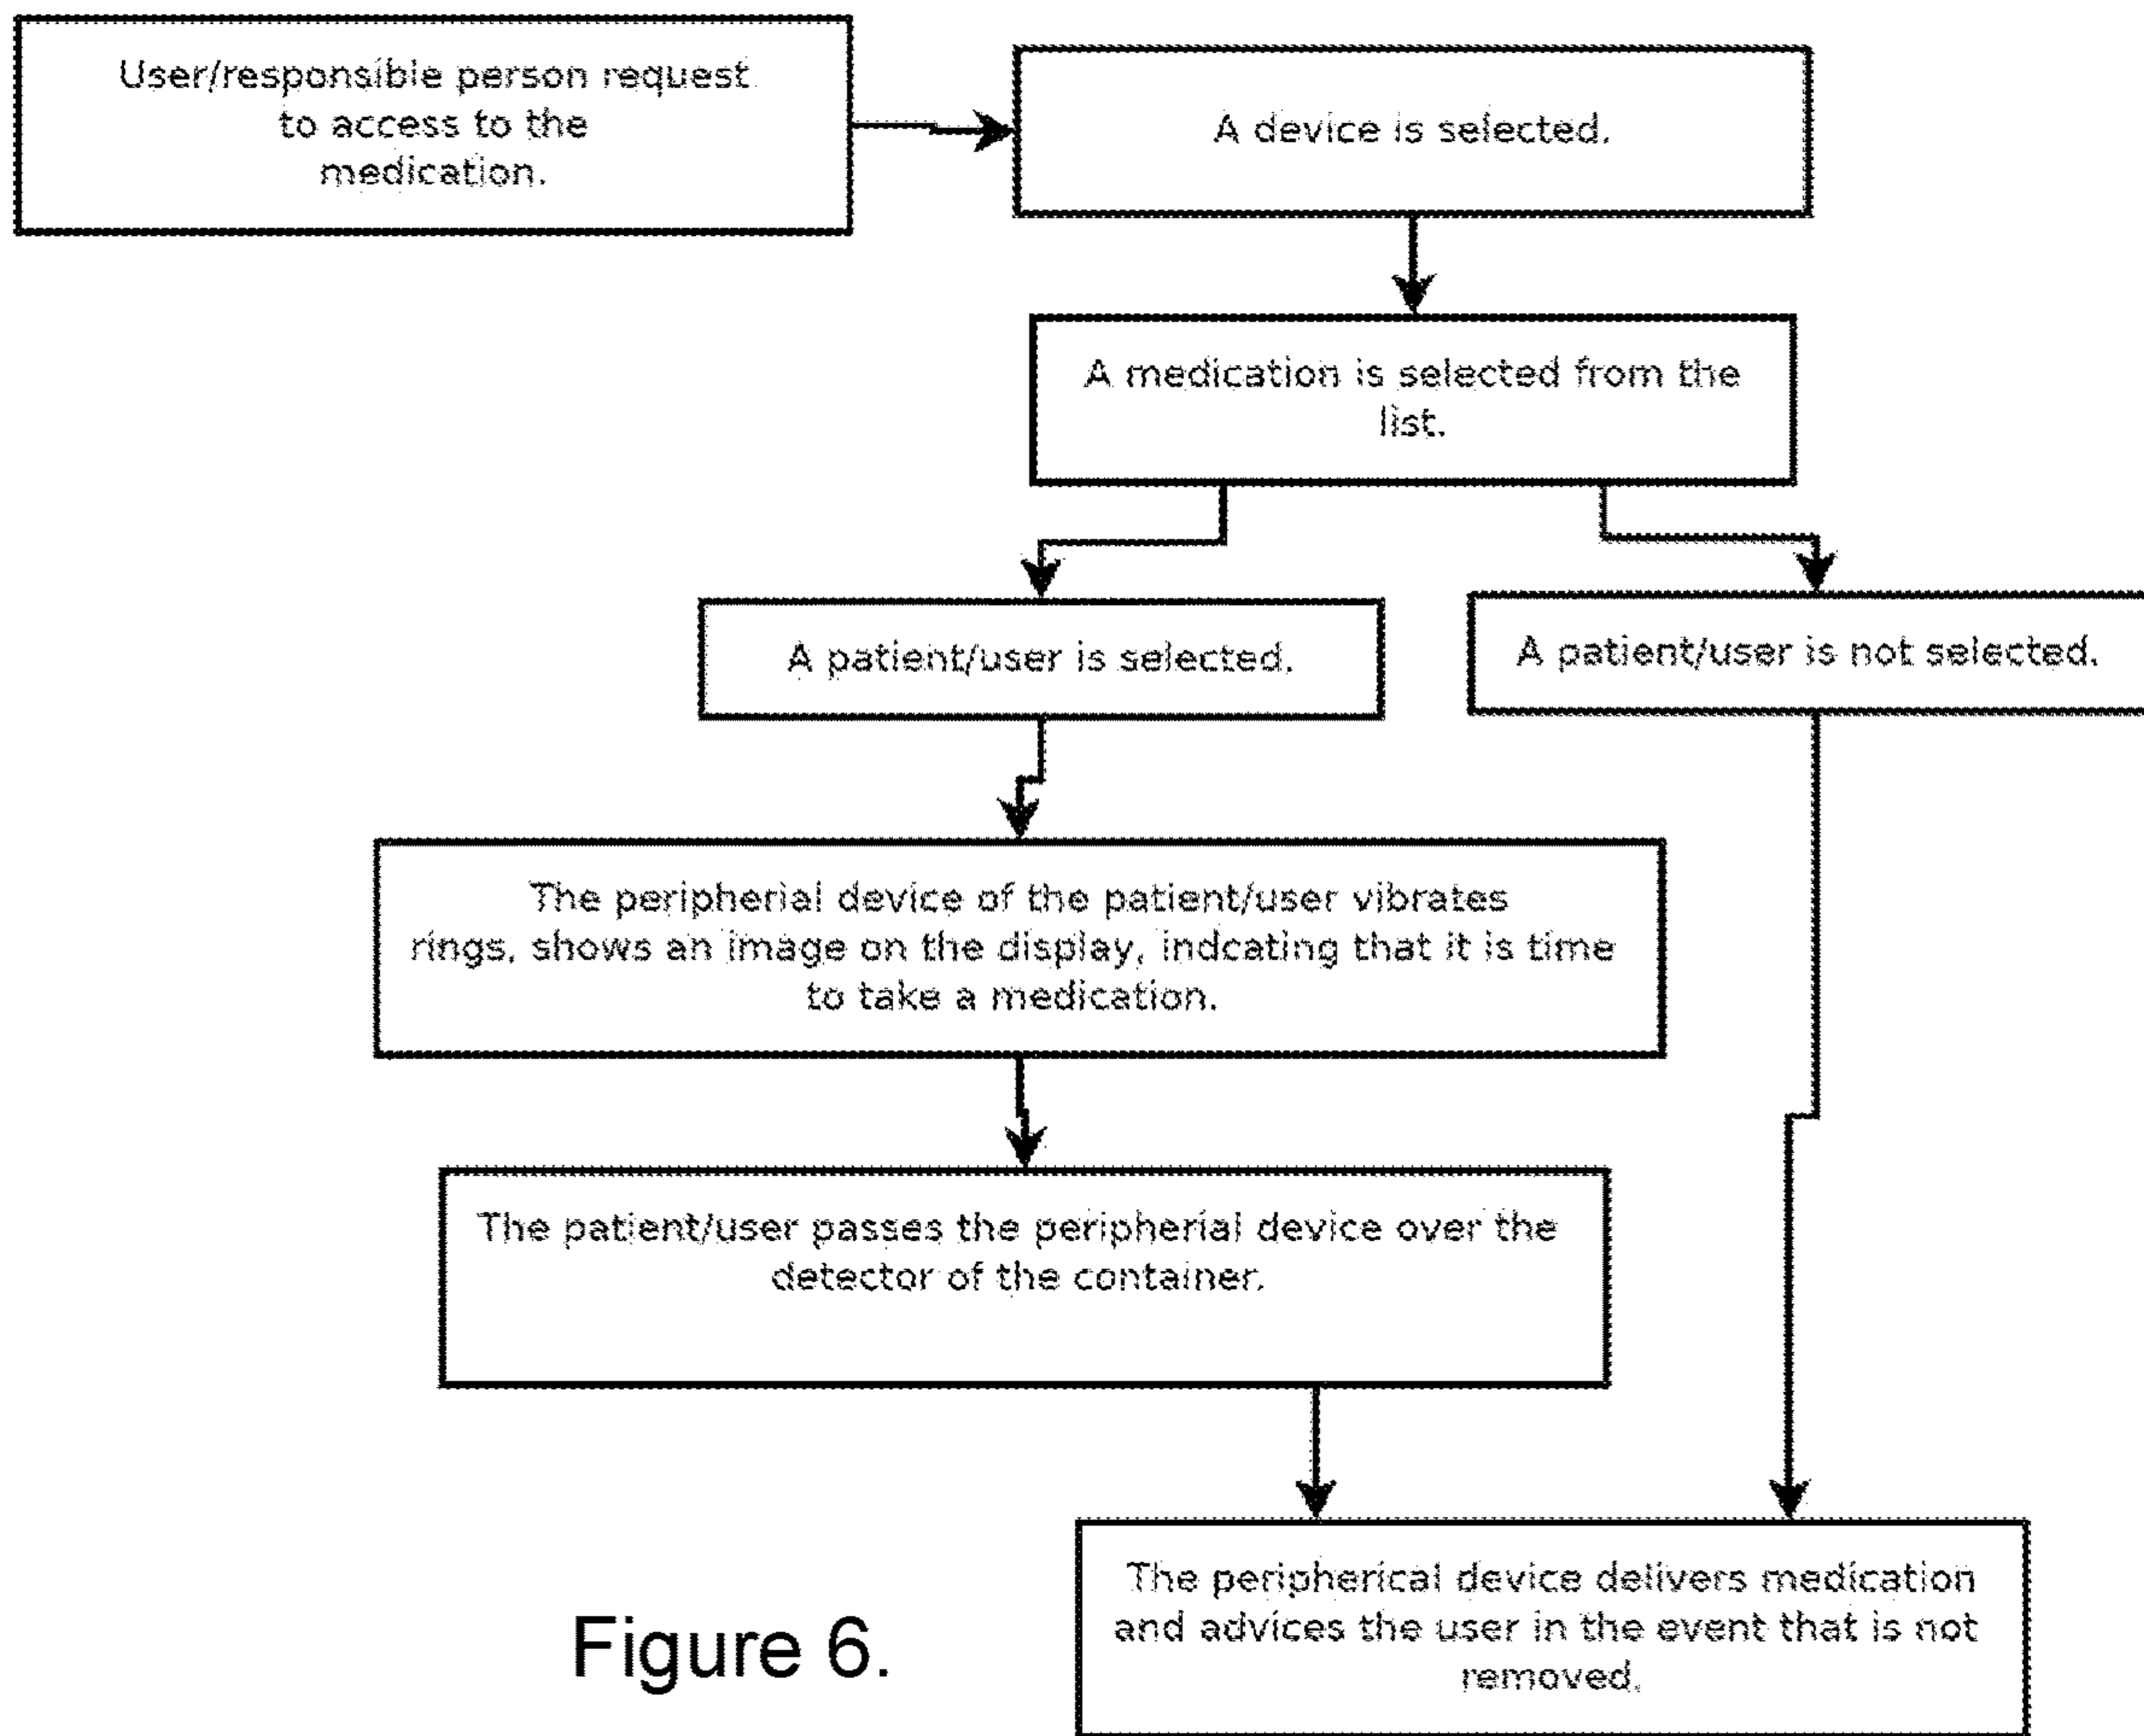 User/responsible person request
to access to the
medication.
A device is selected.
A medication is selected from the
list.
A patient/user is selected.
A patient/user is not selected.
The peripherial device of the patient/user vibrates
rings, shows an image on the display, indcating that it is time
to take a medication.
The patient/user passes the peripherial device over the
detector of the container.
The peripherical device delivers medication
and advices the user in the event that is not
removed.
Figure 6.